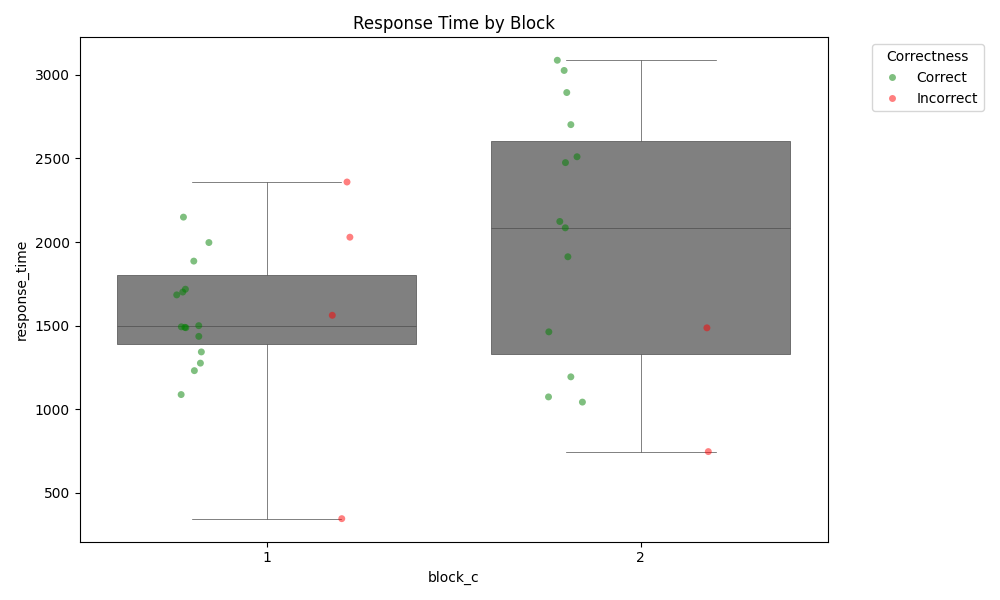 Response Time by Block
Correctness
Correct
Incorrect
3000
2500
2000
1500
1000
500
response_time
1
2
block_c